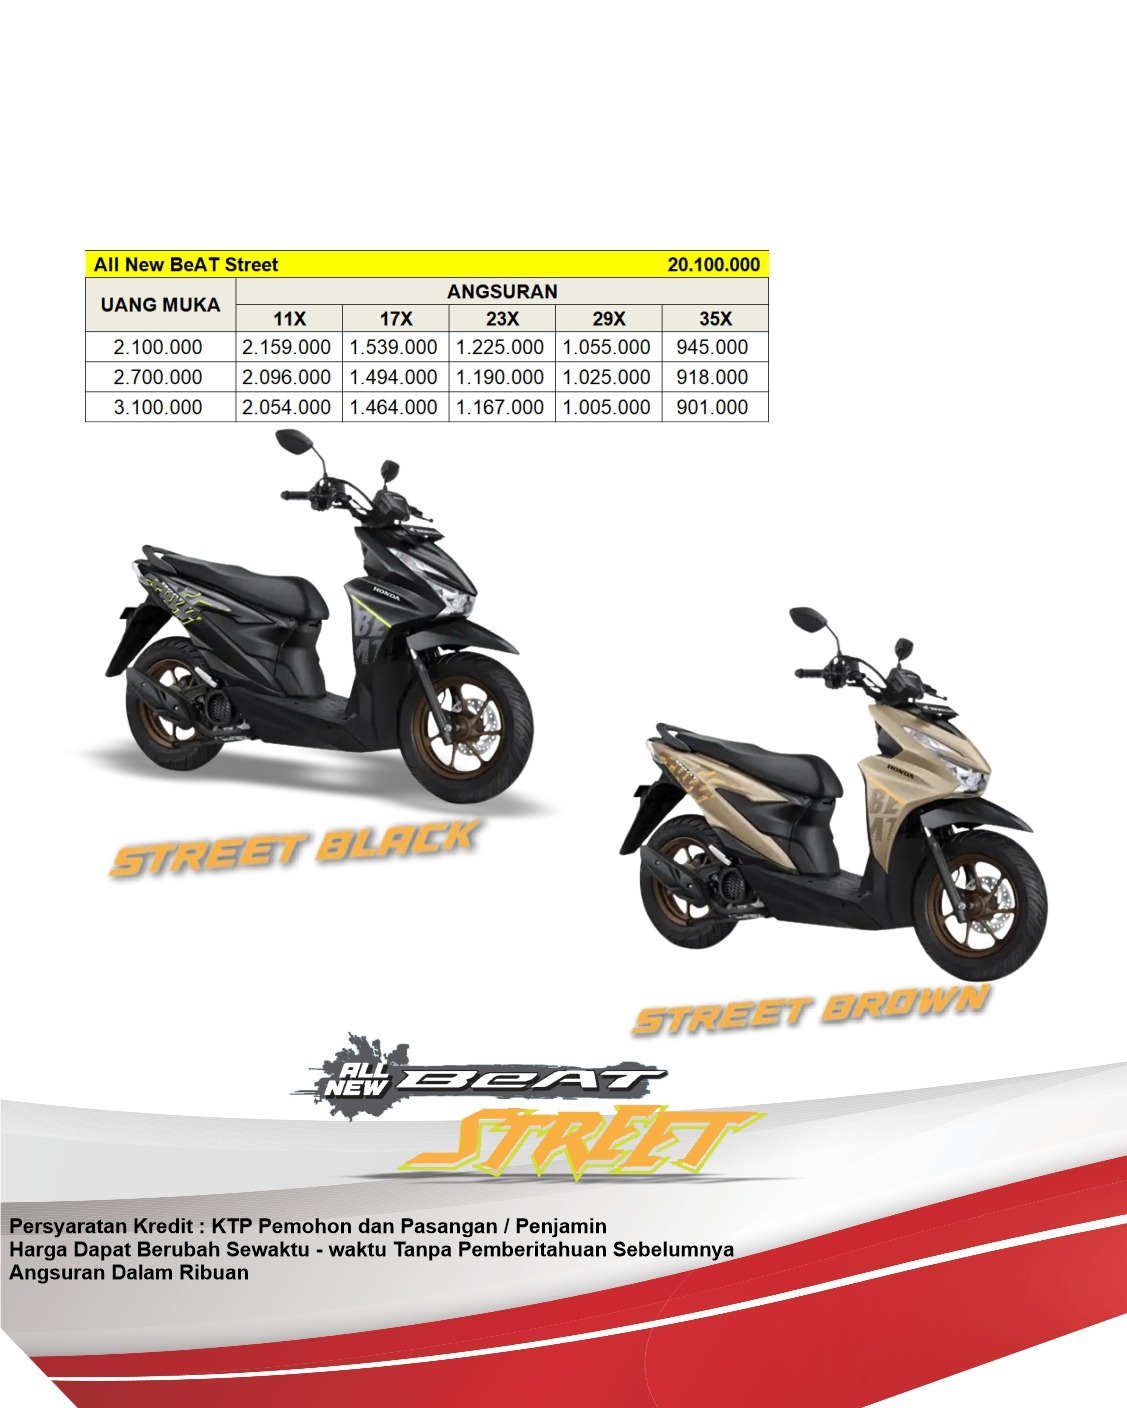 All New BeAT Street 20.100.000
UANG MUKA ANGSURAN
11X 17X 23X 29X 35X
2.100.000 2.159.000 1.539.000 1.225.000 1.055.000 945.000
2.700.000 2.096.000 1.494.000 1.190.000 1.025.000 918.000
3.100.000 2.054.000 1.464.000 1.167.000 1.005.000 901.000
HONDA
BE
AT
STREET BLACK
HONDA
BE
AT
STREET BROWN
ALL NEW BeAT
STREET
Persyaratan Kredit : KTP Pemohon dan Pasangan / Penjamin
Harga Dapat Berubah Sewaktu - waktu Tanpa Pemberitahuan Sebelumnya
Angsuran Dalam Ribuan